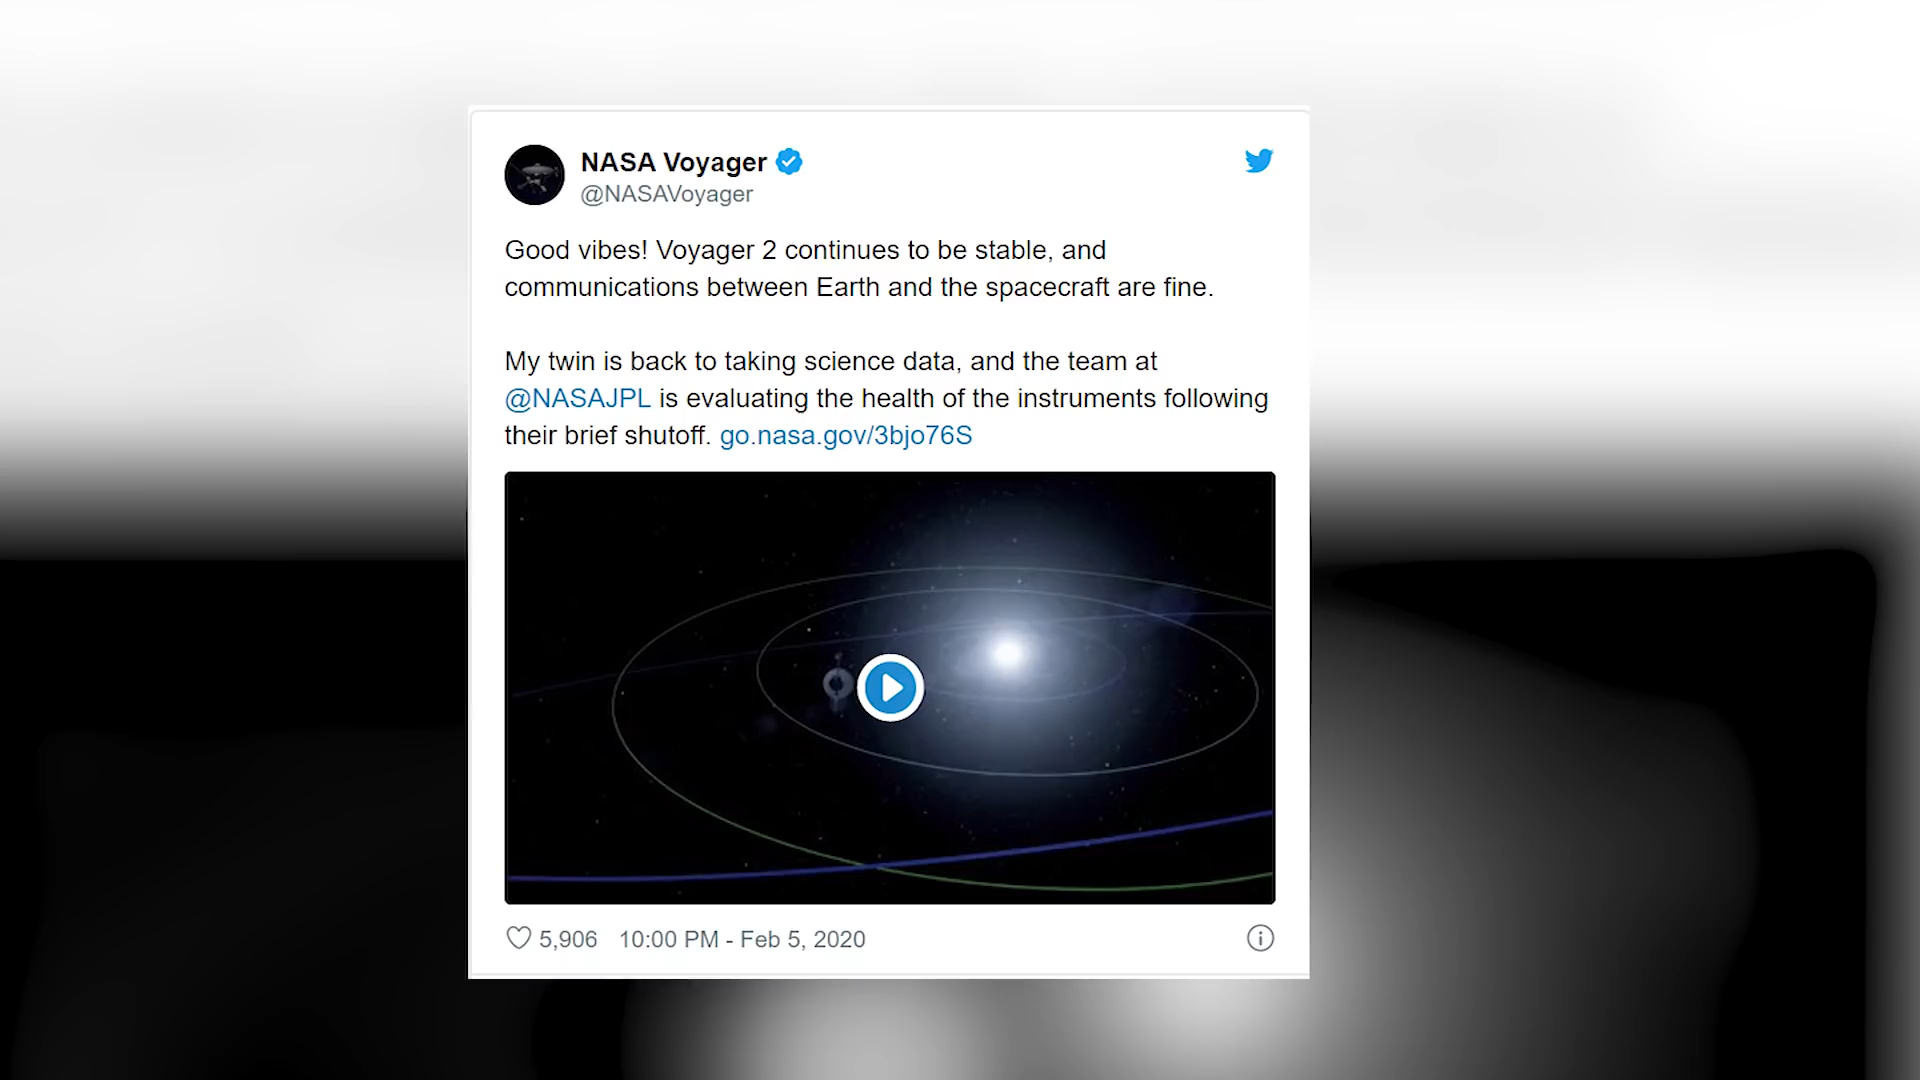 NASA Voyager
@NASAVoyager
Good vibes! Voyager 2 continues to be stable, and
communications between Earth and the spacecraft are fine.
My twin is back to taking science data, and the team at
@NASAJPL is evaluating the health of the instruments following
their brief shutoff. go.nasa.gov/3bjo76S
5,906 10:00 PM - Feb 5, 2020